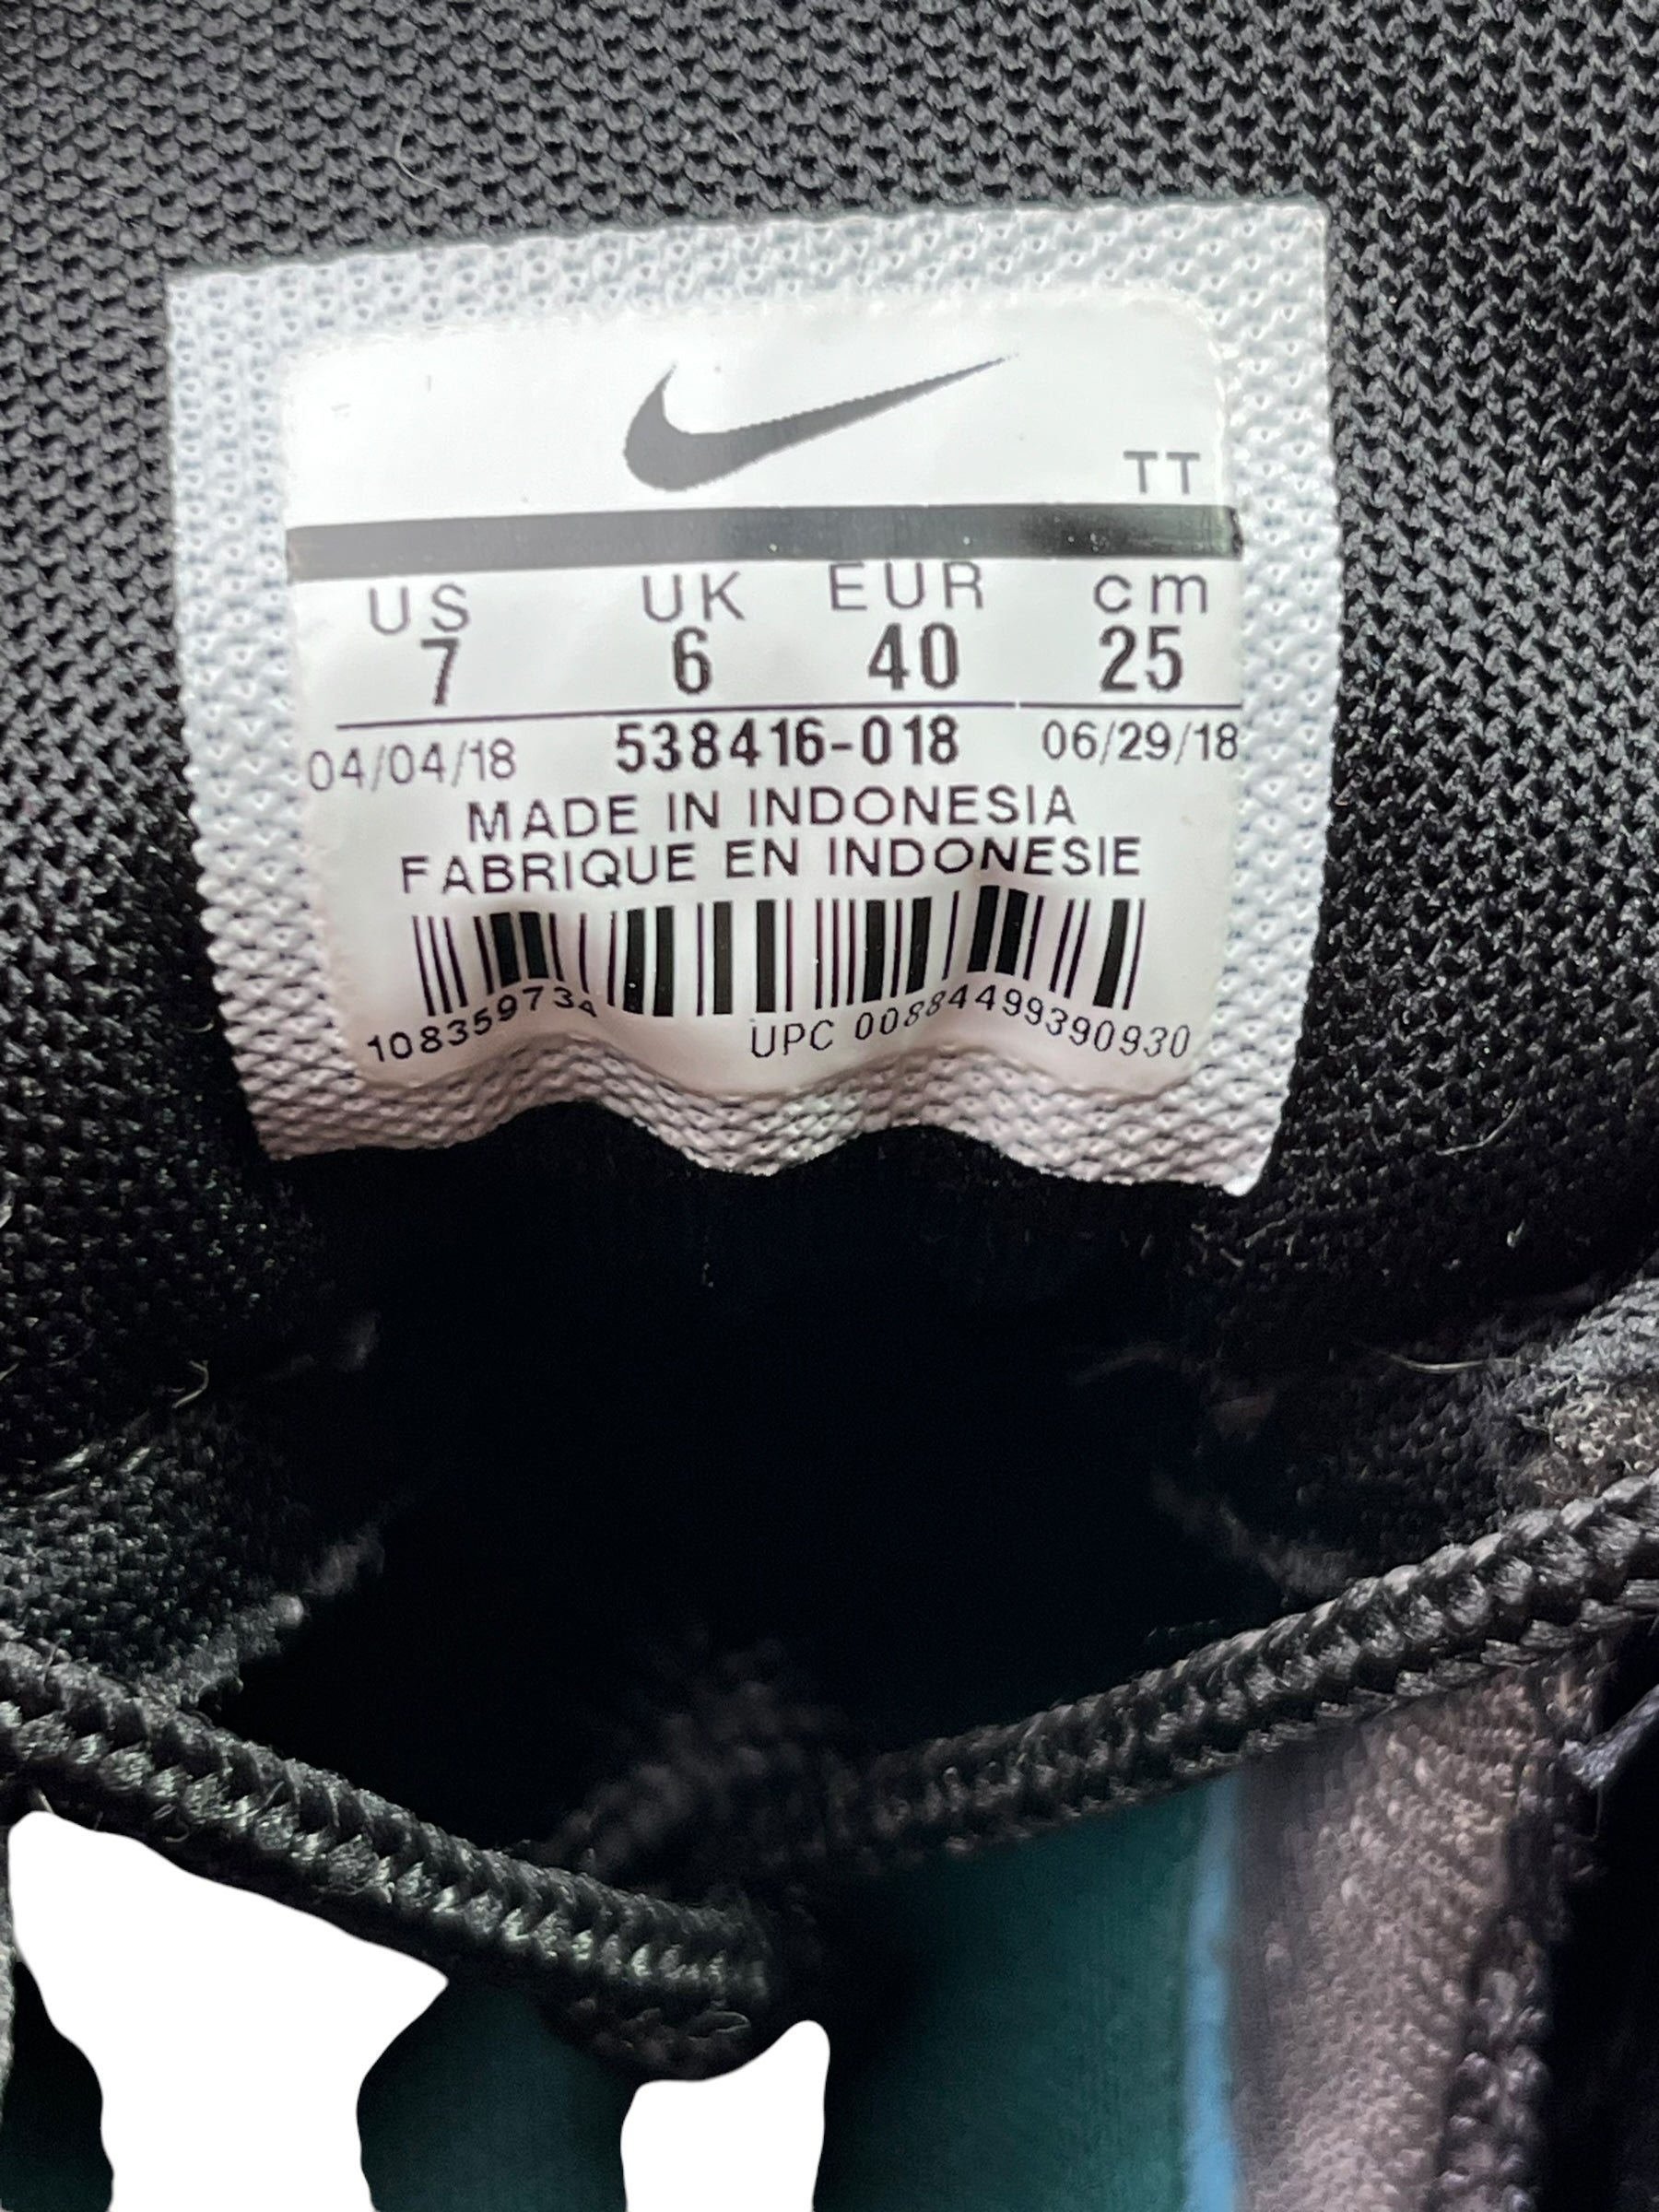 TT
US UK EUR cm
7 6 40 25
04/04/18 538416-018 06/29/18
MADE IN INDONESIA
FABRIQUE EN INDONESIE
108359734 UPC 00884499390930